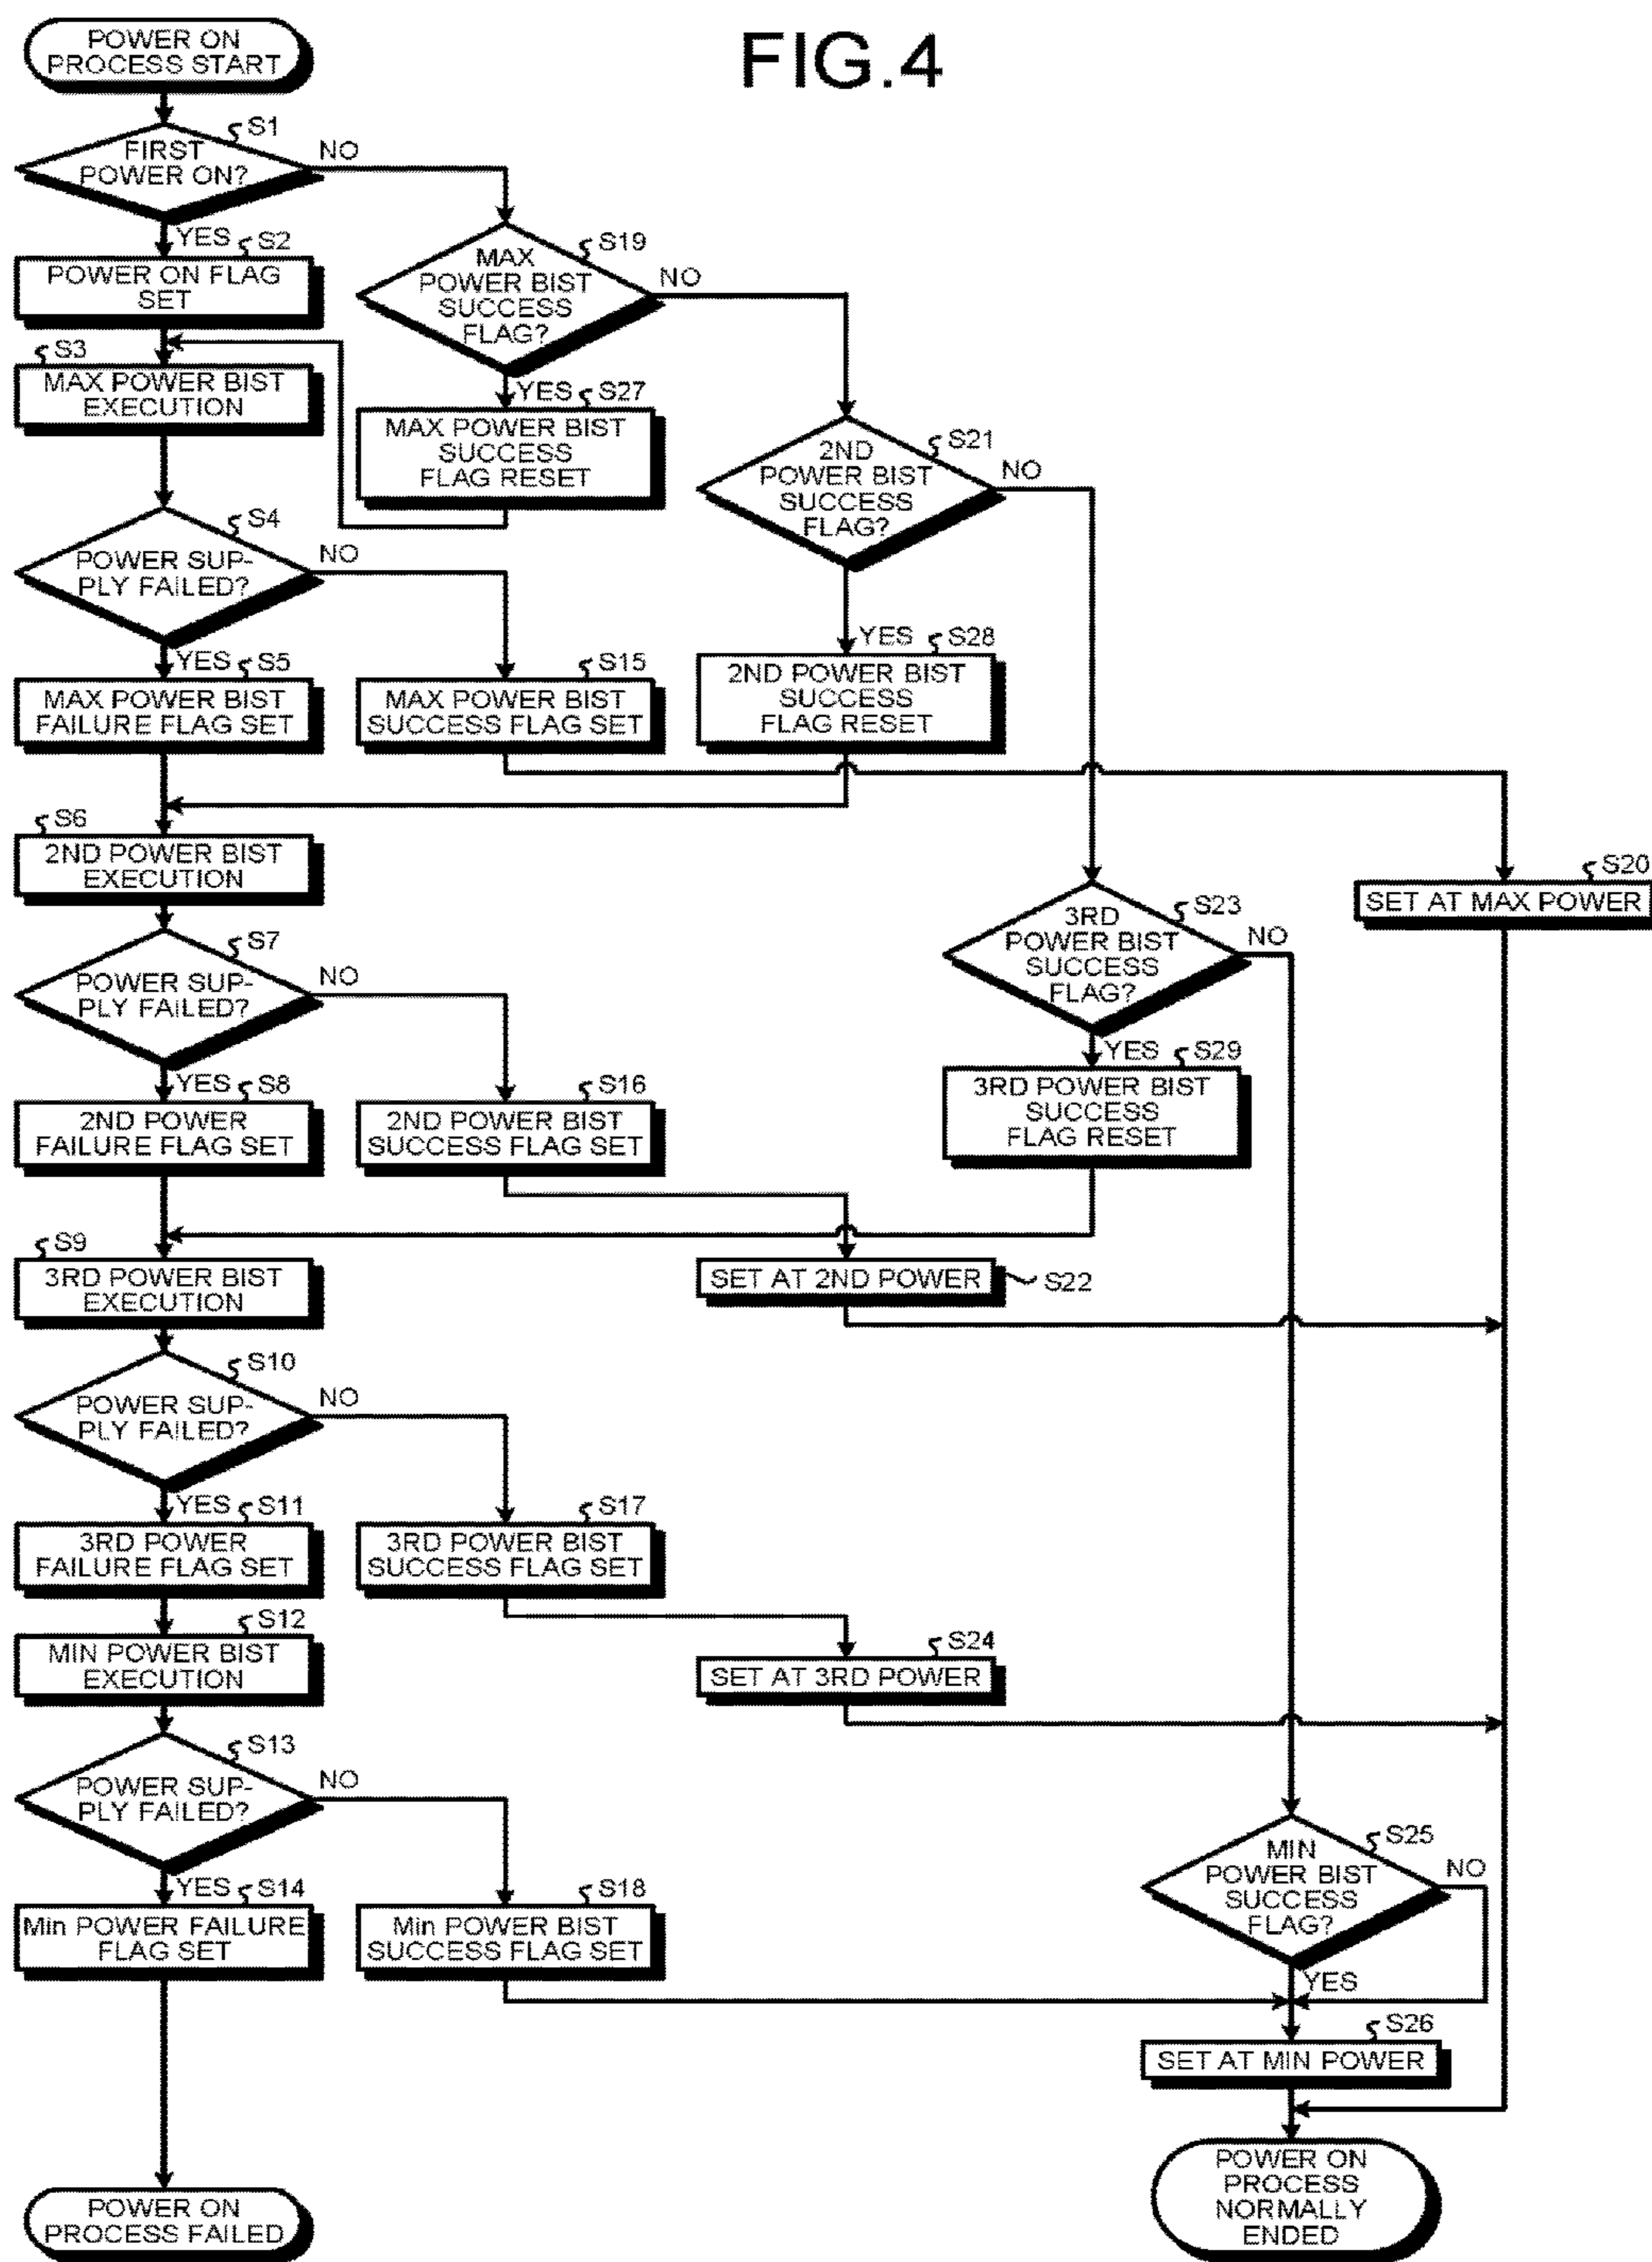 FIG.4
POWER ON
PROCESS START
S1
FIRST
POWER ON?
NO
YES
S2
POWER ON FLAG
SET
S19
MAX
POWER BIST
SUCCESS
FLAG?
NO
S3
MAX POWER BIST
EXECUTION
YES
S27
MAX POWER BIST
SUCCESS
FLAG RESET
S21
2ND
POWER BIST
SUCCESS
FLAG?
NO
S4
POWER SUP-
PLY FAILED?
NO
YES
S5
MAX POWER BIST
FAILURE FLAG SET
S15
MAX POWER BIST
SUCCESS FLAG SET
YES
S28
2ND POWER BIST
SUCCESS
FLAG RESET
S6
2ND POWER BIST
EXECUTION
S23
3RD
POWER BIST
SUCCESS
FLAG?
NO
S20
SET AT MAX POWER
S7
POWER SUP-
PLY FAILED?
NO
YES
S8
2ND POWER
FAILURE FLAG SET
S16
2ND POWER BIST
SUCCESS FLAG SET
YES
S29
3RD POWER BIST
SUCCESS
FLAG RESET
S9
3RD POWER BIST
EXECUTION
SET AT 2ND POWER
S22
S10
POWER SUP-
PLY FAILED?
NO
YES
S11
3RD POWER
FAILURE FLAG SET
S17
3RD POWER BIST
SUCCESS FLAG SET
S12
MIN POWER BIST
EXECUTION
S24
SET AT 3RD POWER
S13
POWER SUP-
PLY FAILED?
NO
S25
MIN
POWER BIST
SUCCESS
FLAG?
NO
YES
S14
Min POWER FAILURE
FLAG SET
S18
Min POWER BIST
SUCCESS FLAG SET
YES
S26
SET AT MIN POWER
POWER ON
PROCESS FAILED
POWER ON
PROCESS
NORMALLY
ENDED